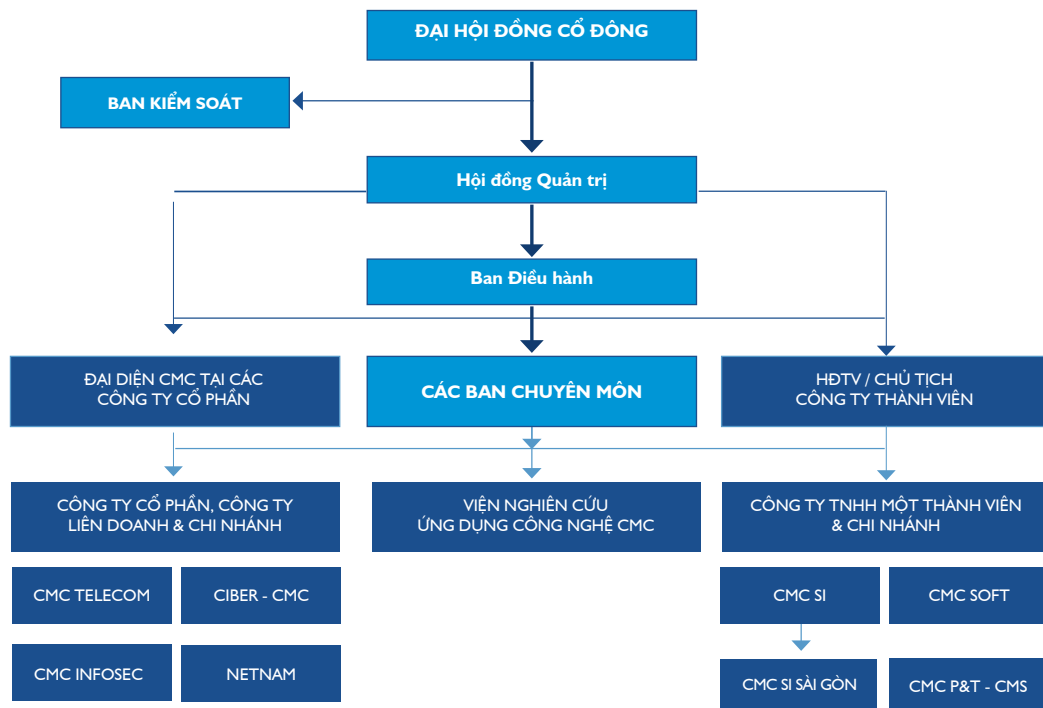 ĐẠI HỘI ĐỒNG CỔ ĐÔNG
BAN KIỂM SOÁT
Hội đồng Quản trị
Ban Điều hành
ĐẠI DIỆN CMC TẠI CÁC
CÔNG TY CỔ PHẦN
CÁC BAN CHUYÊN MÔN
HĐTV / CHỦ TỊCH
CÔNG TY THÀNH VIÊN
CÔNG TY CỔ PHẦN, CÔNG TY
LIÊN DOANH & CHI NHÁNH
VIỆN NGHIÊN CỨU
ỨNG DỤNG CÔNG NGHỆ CMC
CÔNG TY TNHH MỘT THÀNH VIÊN
& CHI NHÁNH
CMC TELECOM
CIBER - CMC
CMC SI
CMC SOFT
CMC INFOSEC
NETNAM
CMC SI SÀI GÒN
CMC P&T - CMS